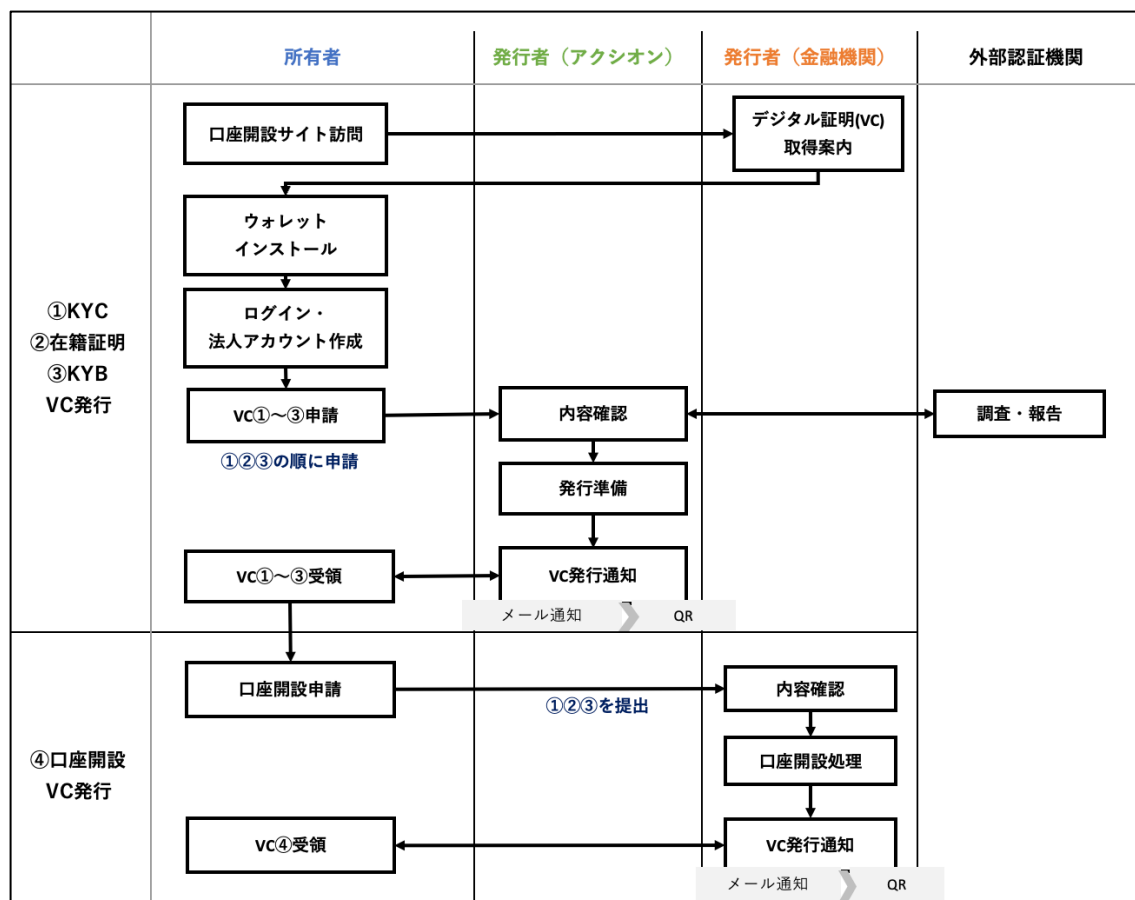 所有者
発行者（アクシオン）
発行者（金融機関）
外部認証機関
①KYC
②在籍証明
③KYB
VC発行
口座開設サイト訪問
デジタル証明(VC)
取得案内
ウォレット
インストール
ログイン・
法人アカウント作成
VC①～③申請
内容確認
調査・報告
①②③の順に申請
発行準備
VC①～③受領
VC発行通知
メール通知
QR
④口座開設
VC発行
口座開設申請
①②③を提出
内容確認
口座開設処理
VC④受領
VC発行通知
メール通知
QR